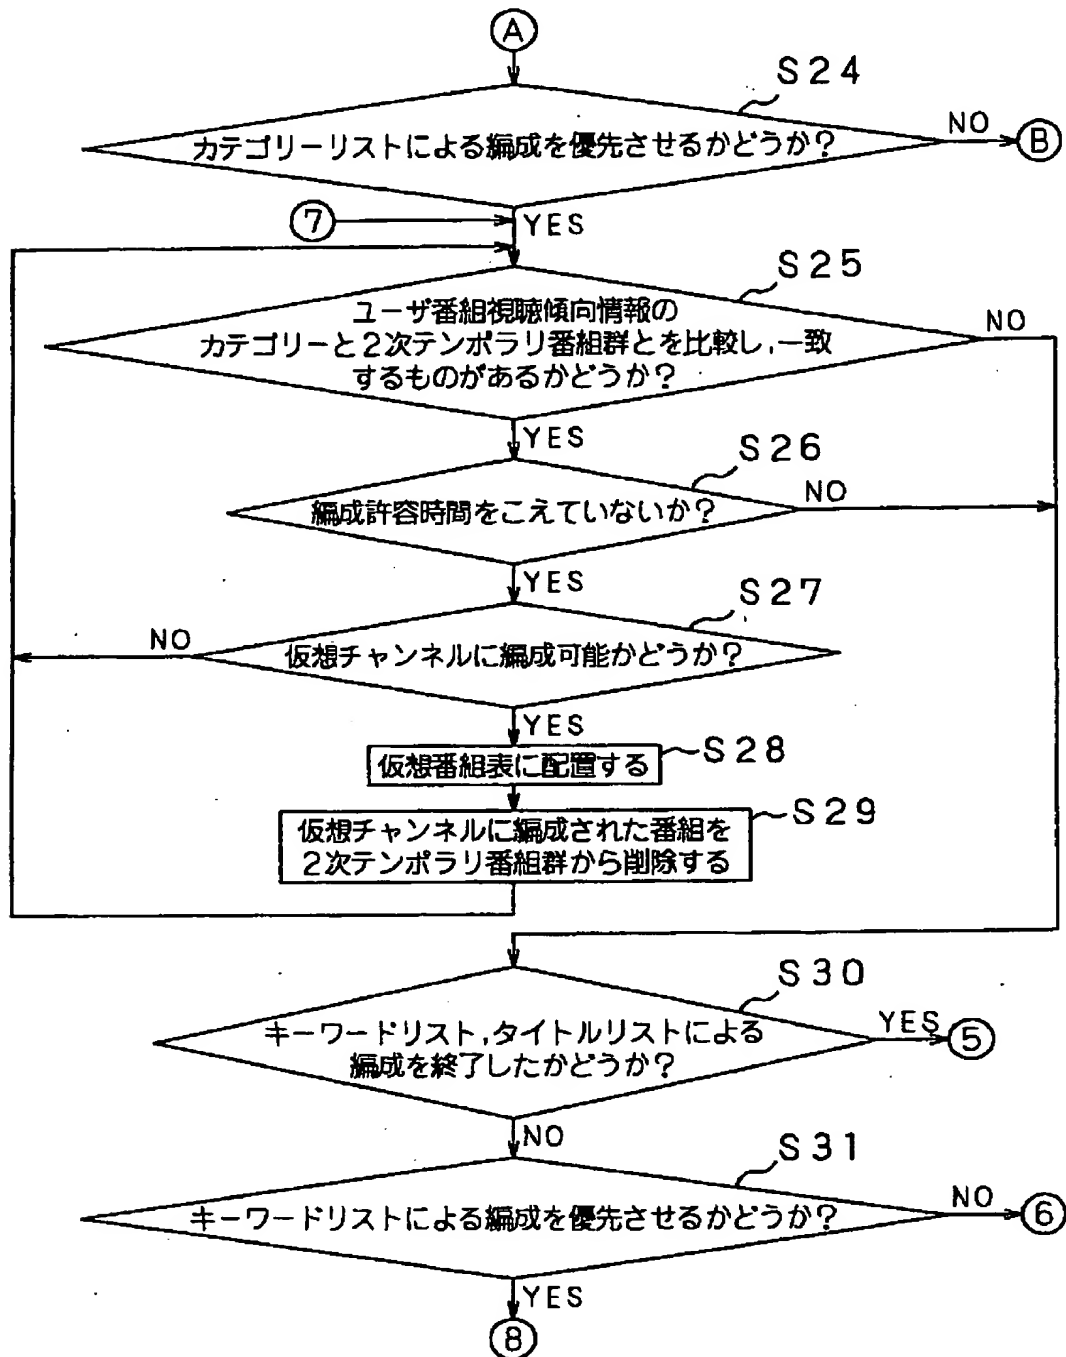 A
S24
カテゴリーリストによる編成を優先させるかどうか?
NO
B
7
YES
S25
ユーザ番組視聴傾向情報の
カテゴリーと2次テンポラリ番組群とを比較し,一致
するものがあるかどうか?
NO
YES
S26
編成許容時間をこえていないか?
NO
YES
S27
仮想チャンネルに編成可能かどうか?
NO
YES
仮想番組表に配置する
S28
仮想チャンネルに編成された番組を
2次テンポラリ番組群から削除する
S29
S30
キーワードリスト,タイトルリストによる
編成を終了したかどうか?
YES
5
NO
S31
キーワードリストによる編成を優先させるかどうか?
NO
6
YES
8